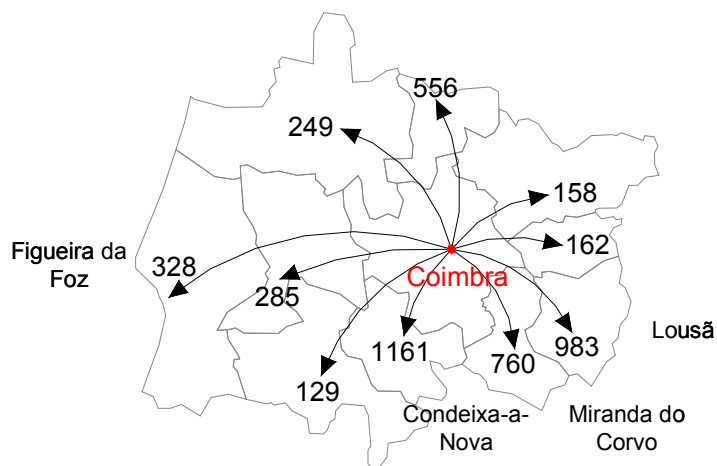 556
249
158
162
Figueira da
Foz
328
Coimbra
285
Lousã
1161
983
760
129
Condeixa-a-
Nova
Miranda do
Corvo